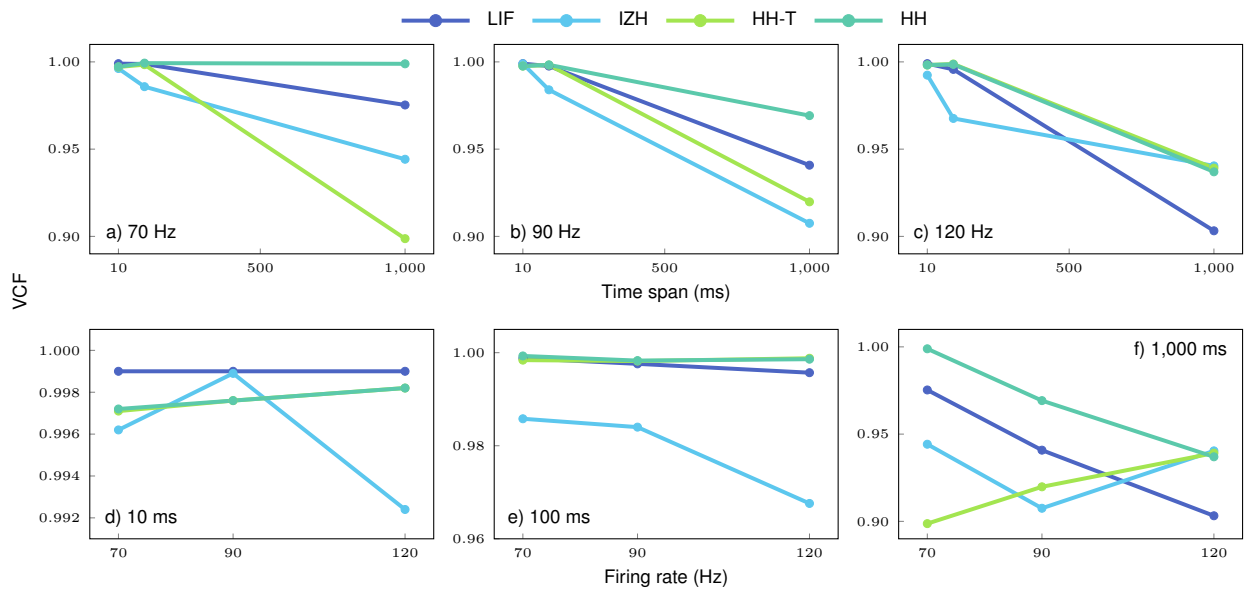 LIF IZH HH-T HH
VCF
1.00
0.95
0.90
a) 70 Hz
10 500 1,000
1.00
0.95
0.90
b) 90 Hz
10 500 1,000
1.00
0.95
0.90
c) 120 Hz
10 500 1,000
Time span (ms)
1.000
0.998
0.996
0.994
0.992
d) 10 ms
70 90 120
1.00
0.98
0.96
e) 100 ms
70 90 120
1.00
0.95
0.90
f) 1,000 ms
70 90 120
Firing rate (Hz)